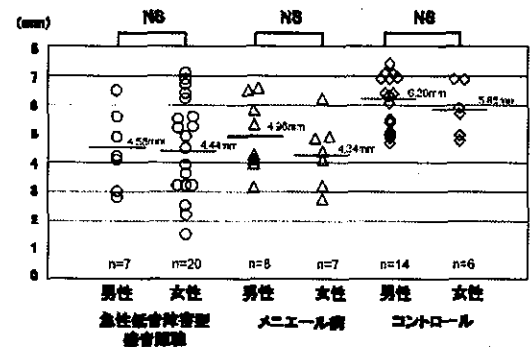 NS NS NS
(mm)
8
7
6
5
4
3
2
1
0
4.55mm
4.44mm
4.96mm
4.24mm
6.20mm
5.85mm
n=7 n=20 n=8 n=7 n=14 n=6
男性 女性 男性 女性 男性 女性
急性低音障害型 メニエール病 コントロール
感音難聴